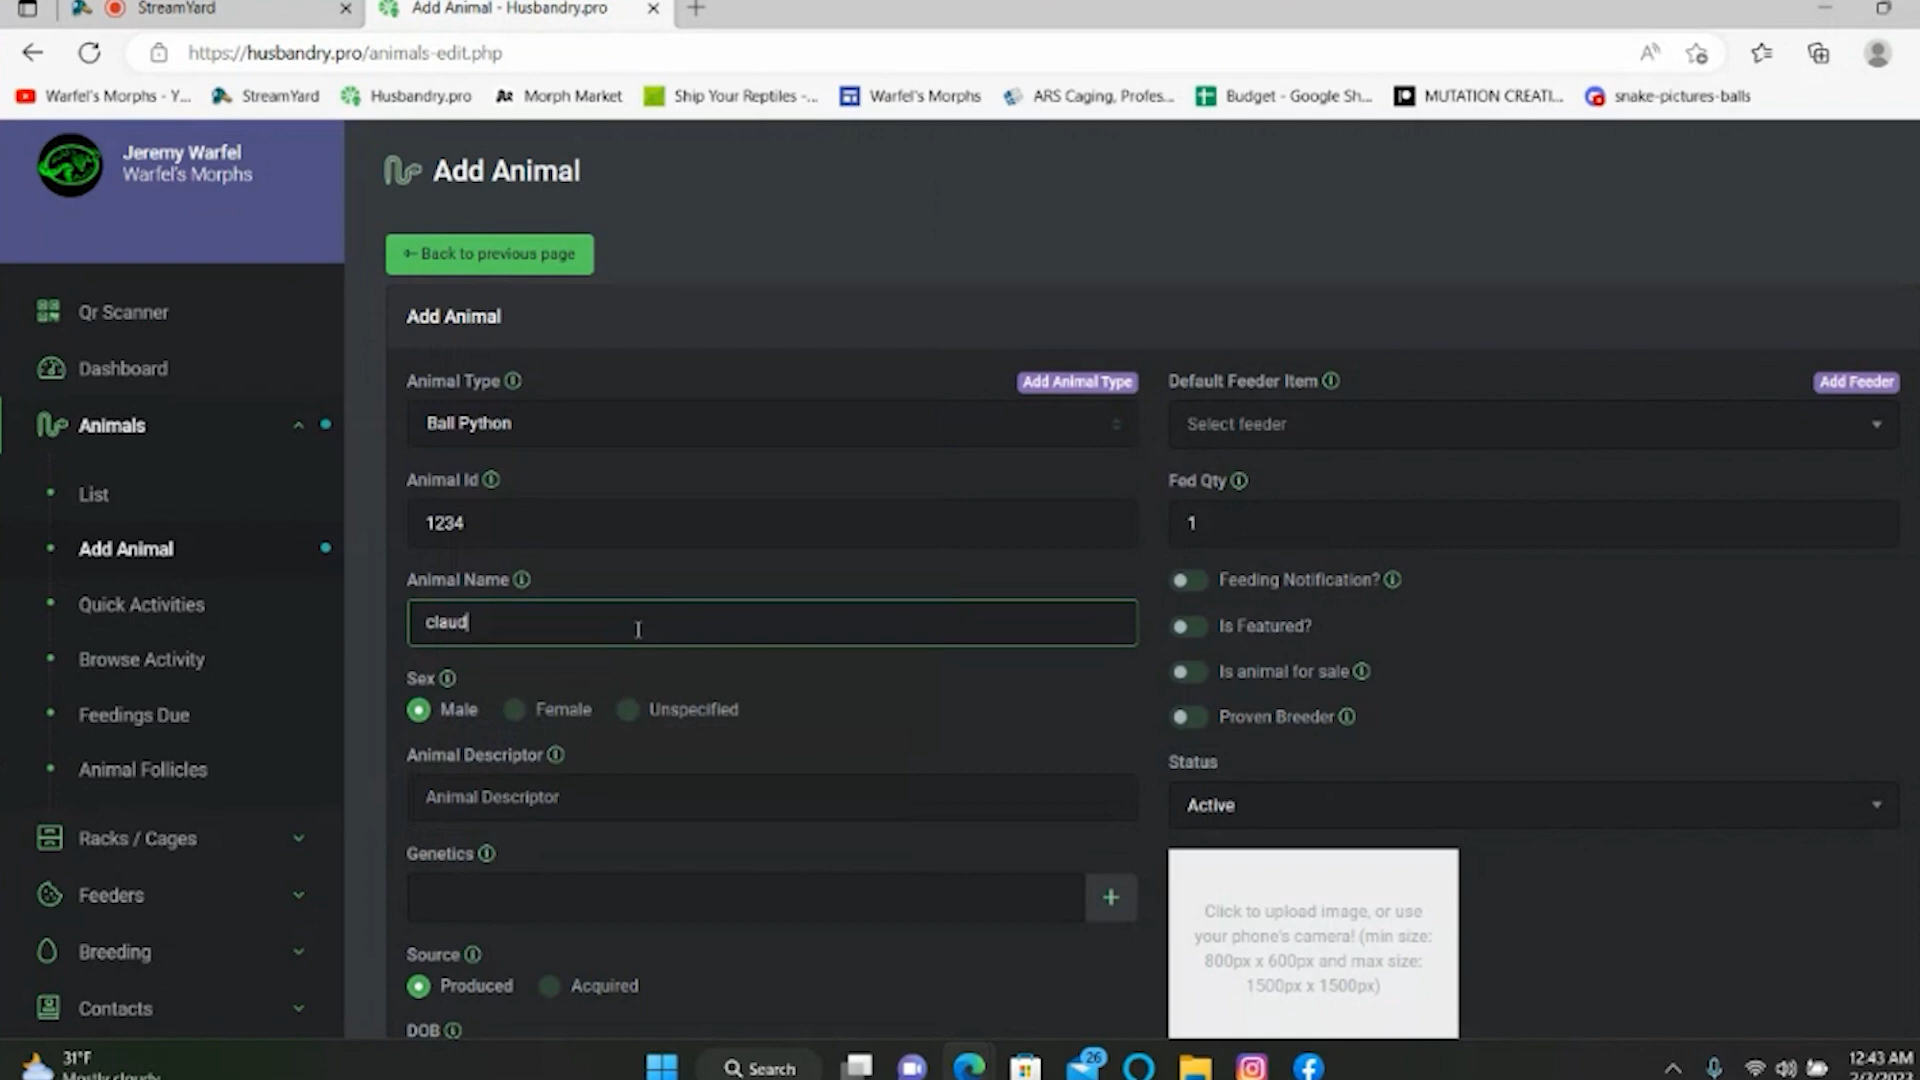 StreamYard
Add Animal - Husbandry.pro
https://husbandry.pro/animals-edit.php
Warfel's Morphs - Y...
StreamYard
Husbandry.pro
Morph Market
Ship Your Reptiles -...
Warfel's Morphs
ARS Caging, Profes...
Budget - Google Sh...
MUTATION CREATI...
snake-pictures-balls
Jeremy Warfel
Warfel's Morphs
Add Animal
← Back to previous page
Qr Scanner
Dashboard
Animals
List
Add Animal
Quick Activities
Browse Activity
Feedings Due
Animal Follicles
Racks / Cages
Feeders
Breeding
Contacts
Add Animal
Animal Type
Add Animal Type
Ball Python
Animal Id
1234
Animal Name
claud
Sex
Male
Female
Unspecified
Animal Descriptor
Animal Descriptor
Genetics
+
Source
Produced
Acquired
DOB
Default Feeder Item
Add Feeder
Select feeder
Fed Qty
1
Feeding Notification?
Is Featured?
Is animal for sale
Proven Breeder
Status
Active
Click to upload image, or use
your phone's camera! (min size:
800px x 600px and max size:
1500px x 1500px)
31°F
Mostly cloudy
Search
26
12:43 AM
2/3/2023